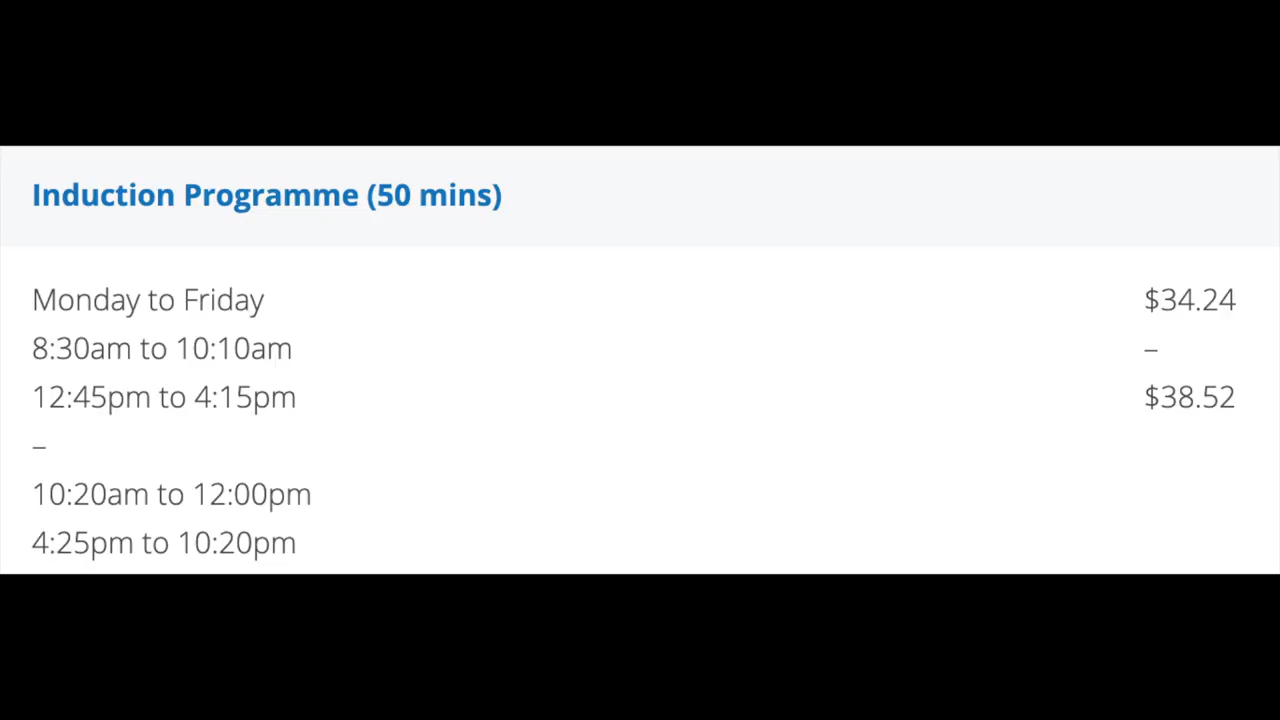 Induction Programme (50 mins)
Monday to Friday
8:30am to 10:10am
12:45pm to 4:15pm
–
10:20am to 12:00pm
4:25pm to 10:20pm
$34.24
–
$38.52